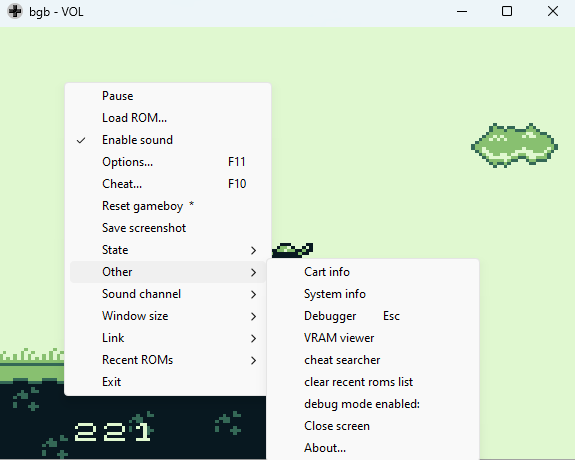 bgb - VOL
Pause
Load ROM...
Enable sound
Options... F11
Cheat... F10
Reset gameboy *
Save screenshot
State
Other
Sound channel
Window size
Link
Recent ROMs
Exit
Cart info
System info
Debugger Esc
VRAM viewer
cheat searcher
clear recent roms list
debug mode enabled:
Close screen
About...
221